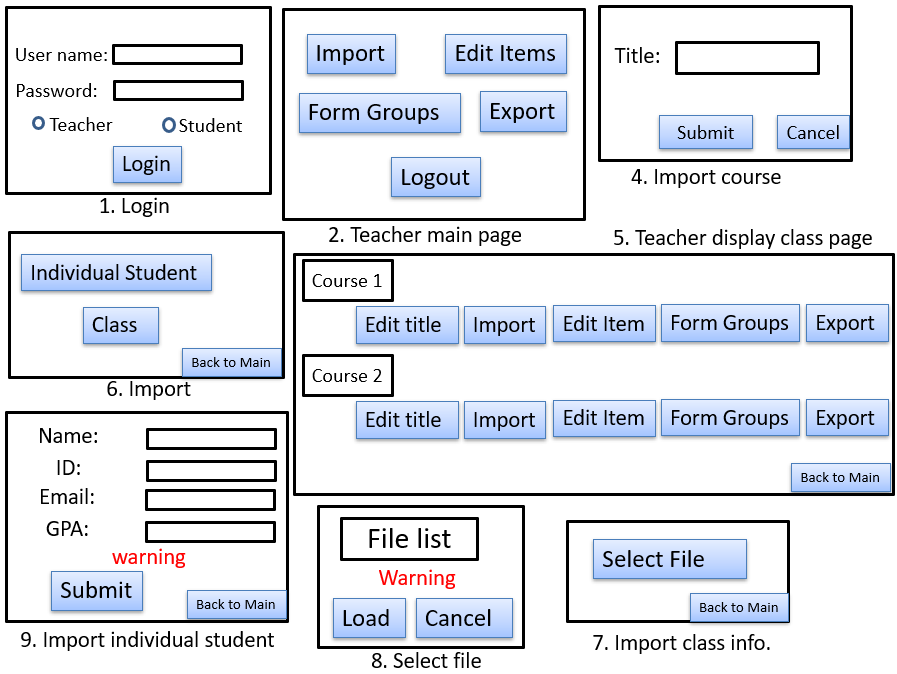 User name:
Password:
Teacher
Student
Login
1. Login
Import
Edit Items
Form Groups
Export
Logout
2. Teacher main page
Title:
Submit
Cancel
4. Import course
5. Teacher display class page
Course 1
Edit title
Import
Edit Item
Form Groups
Export
Course 2
Edit title
Import
Edit Item
Form Groups
Export
Back to Main
Individual Student
Class
Back to Main
6. Import
Name:
ID:
Email:
GPA:
warning
Submit
Back to Main
9. Import individual student
File list
Warning
Load
Cancel
8. Select file
Select File
Back to Main
7. Import class info.